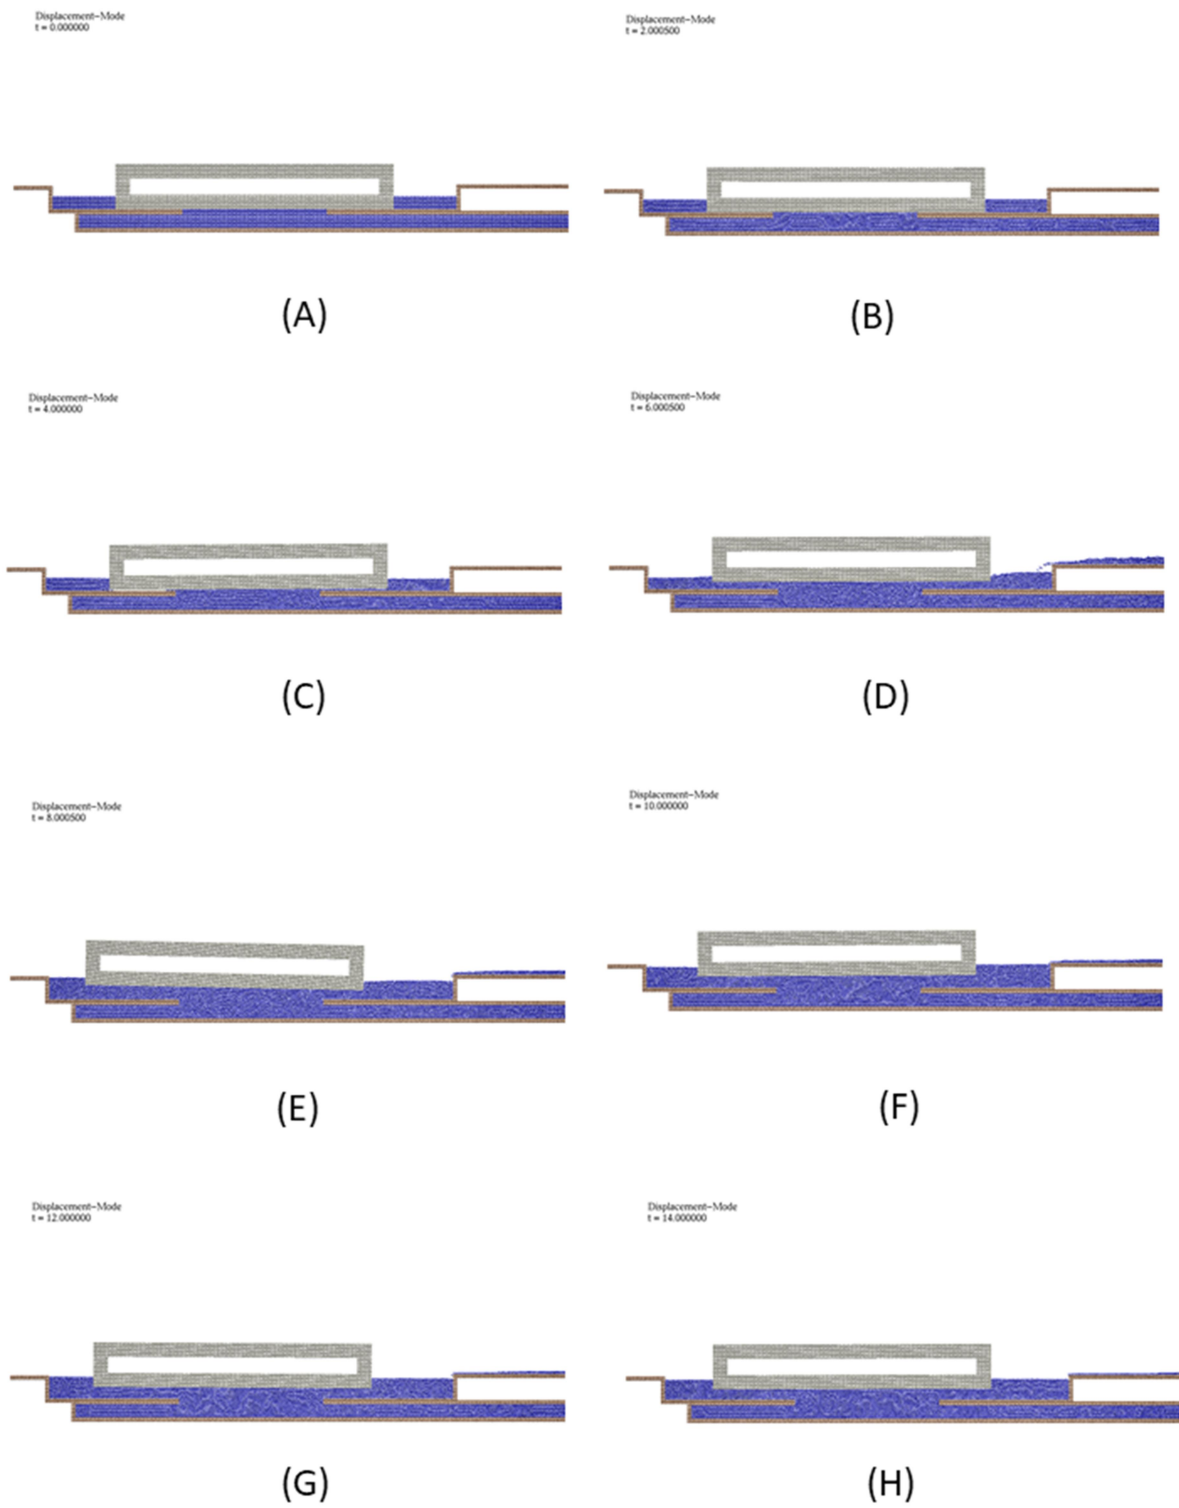 Displacement-Mode
t = 0.000000
Displacement-Mode
t = 2.000500
(A)
(B)
Displacement-Mode
t = 4.000000
Displacement-Mode
t = 6.000500
(C)
(D)
Displacement-Mode
t = 8.000500
Displacement-Mode
t = 10.000000
(E)
(F)
Displacement-Mode
t = 12.000000
Displacement-Mode
t = 14.000000
(G)
(H)